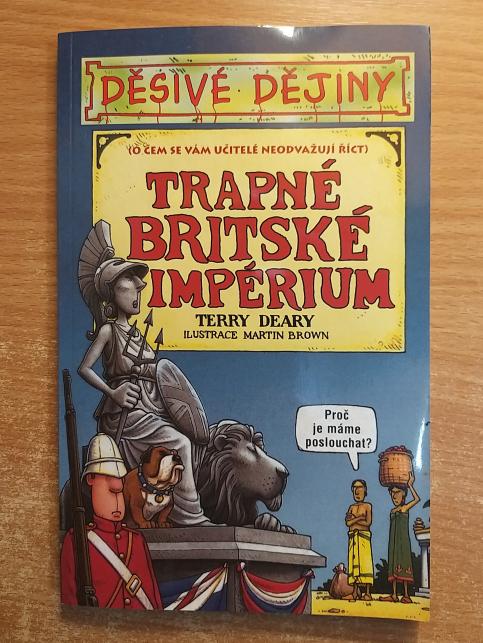 DĚSIVÉ DĚJINY
(O ČEM SE VÁM UČITELÉ NEODVAŽUJÍ ŘÍCT)
TRAPNÉ
BRITSKÉ
IMPÉRIUM
TERRY DEARY
ILUSTRACE MARTIN BROWN
Proč
je máme
poslouchat?